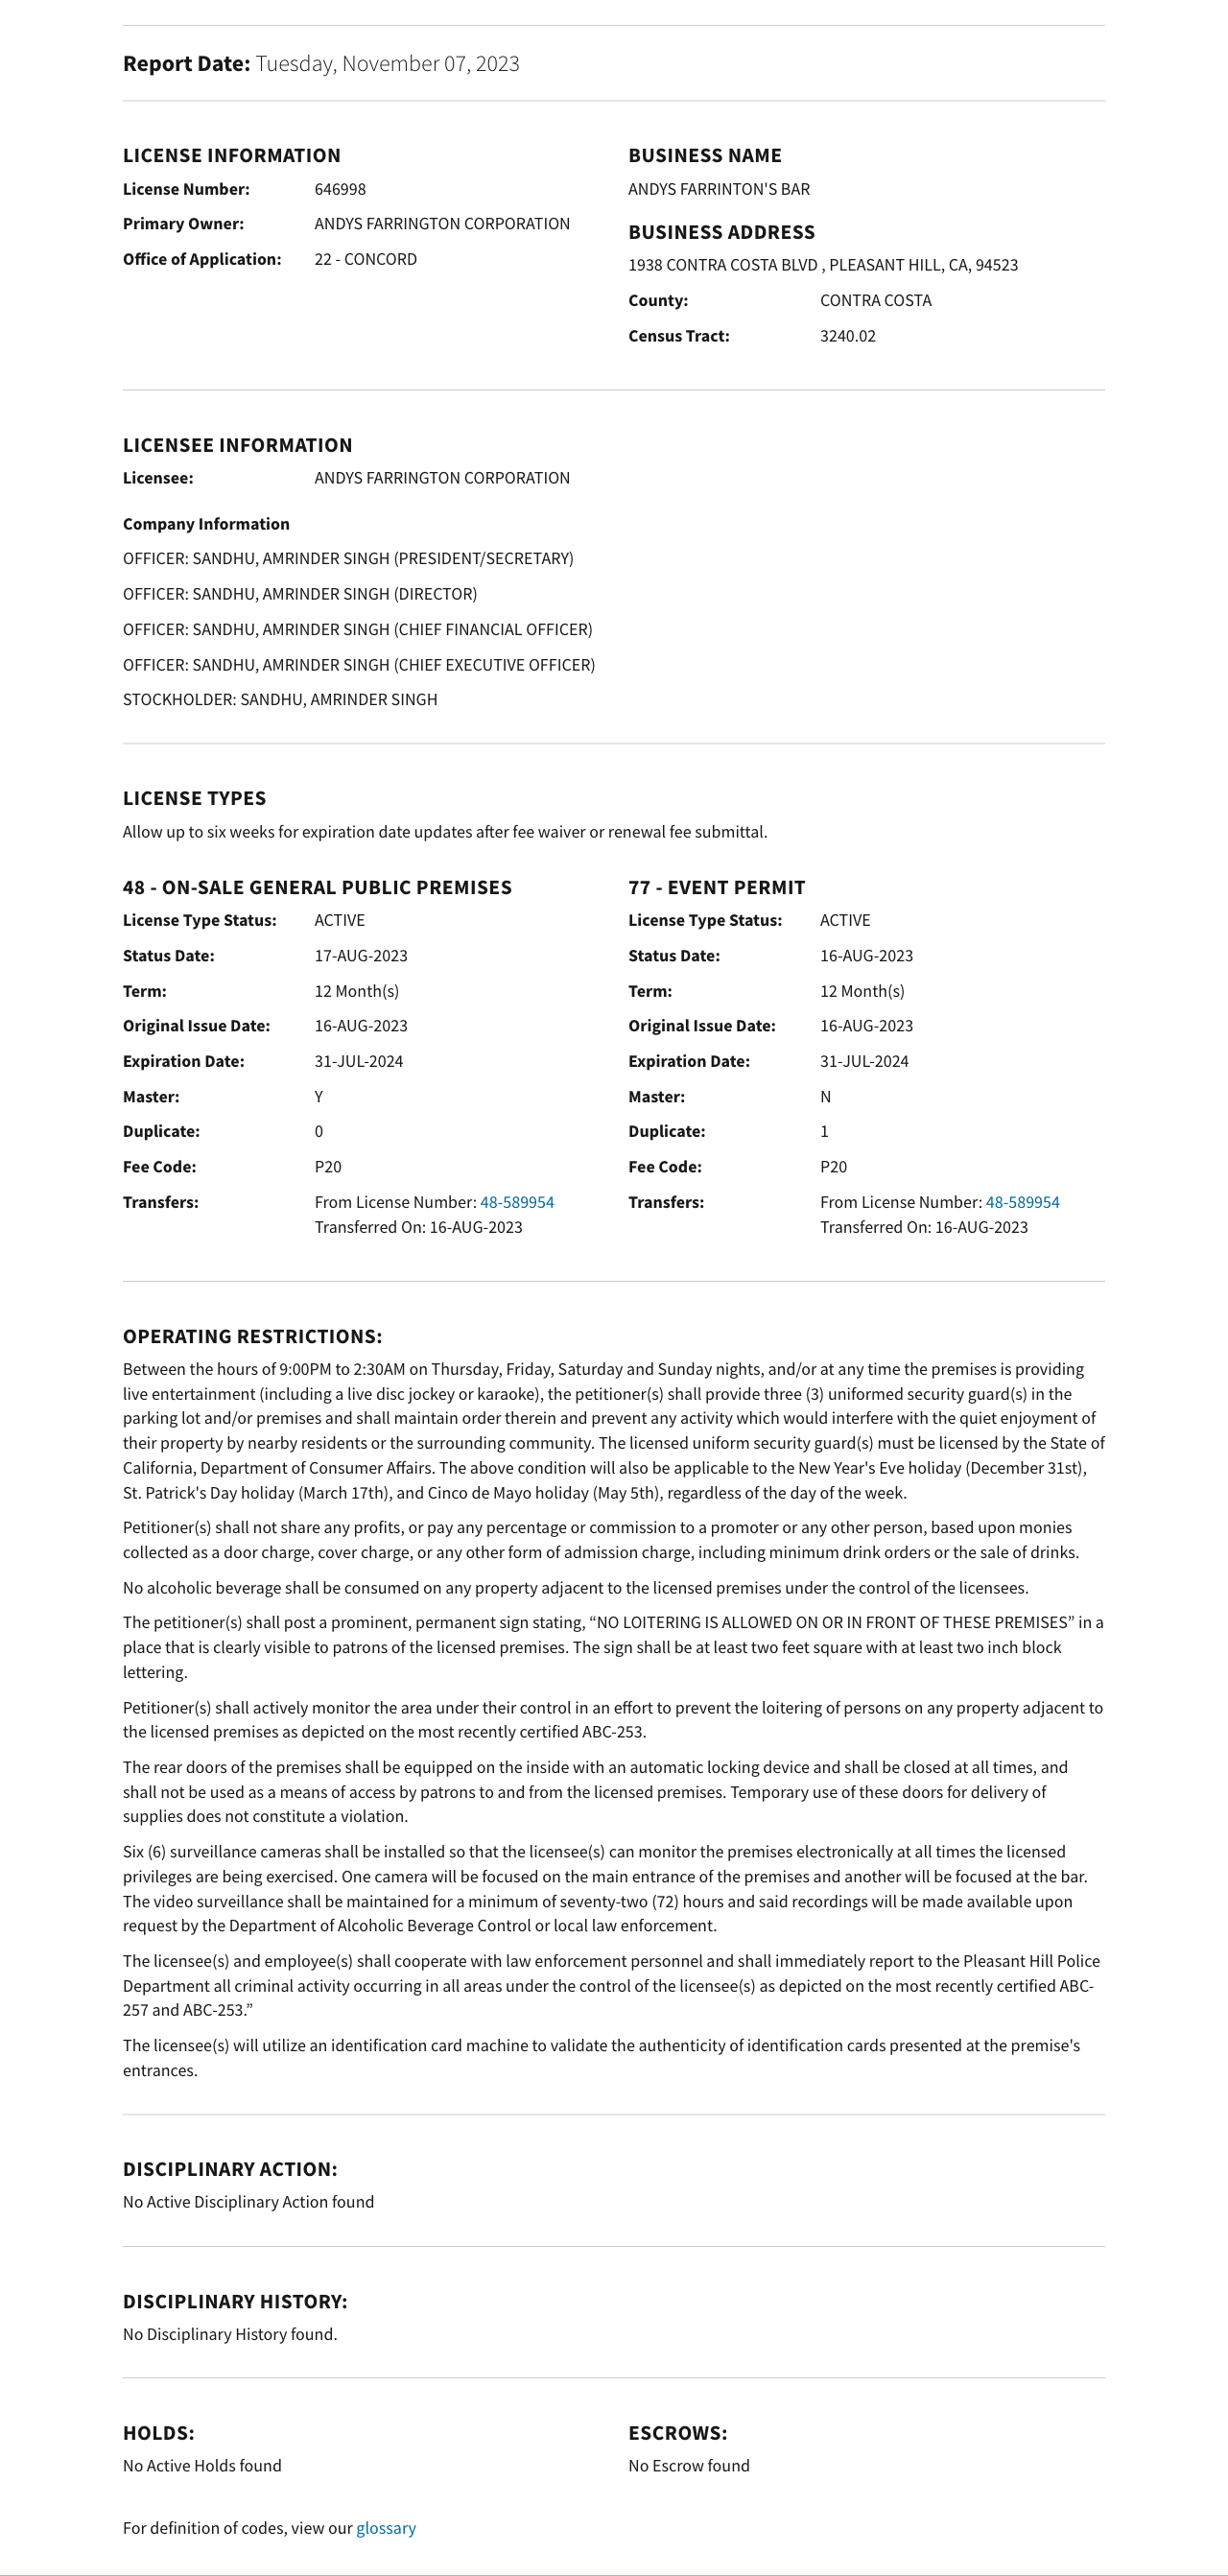 Report Date: Tuesday, November 07, 2023
LICENSE INFORMATION
License Number: 646998
Primary Owner: ANDYS FARRINGTON CORPORATION
Office of Application: 22 - CONCORD
BUSINESS NAME
ANDYS FARRINTON'S BAR
BUSINESS ADDRESS
1938 CONTRA COSTA BLVD , PLEASANT HILL, CA, 94523
County: CONTRA COSTA
Census Tract: 3240.02
LICENSEE INFORMATION
Licensee: ANDYS FARRINGTON CORPORATION
Company Information
OFFICER: SANDHU, AMRINDER SINGH (PRESIDENT/SECRETARY)
OFFICER: SANDHU, AMRINDER SINGH (DIRECTOR)
OFFICER: SANDHU, AMRINDER SINGH (CHIEF FINANCIAL OFFICER)
OFFICER: SANDHU, AMRINDER SINGH (CHIEF EXECUTIVE OFFICER)
STOCKHOLDER: SANDHU, AMRINDER SINGH
LICENSE TYPES
Allow up to six weeks for expiration date updates after fee waiver or renewal fee submittal.
48 - ON-SALE GENERAL PUBLIC PREMISES
License Type Status: ACTIVE
Status Date: 17-AUG-2023
Term: 12 Month(s)
Original Issue Date: 16-AUG-2023
Expiration Date: 31-JUL-2024
Master: Y
Duplicate: 0
Fee Code: P20
Transfers: From License Number: 48-589954
Transferred On: 16-AUG-2023
77 - EVENT PERMIT
License Type Status: ACTIVE
Status Date: 16-AUG-2023
Term: 12 Month(s)
Original Issue Date: 16-AUG-2023
Expiration Date: 31-JUL-2024
Master: N
Duplicate: 1
Fee Code: P20
Transfers: From License Number: 48-589954
Transferred On: 16-AUG-2023
OPERATING RESTRICTIONS:
Between the hours of 9:00PM to 2:30AM on Thursday, Friday, Saturday and Sunday nights, and/or at any time the premises is providing
live entertainment (including a live disc jockey or karaoke), the petitioner(s) shall provide three (3) uniformed security guard(s) in the
parking lot and/or premises and shall maintain order therein and prevent any activity which would interfere with the quiet enjoyment of
their property by nearby residents or the surrounding community. The licensed uniform security guard(s) must be licensed by the State of
California, Department of Consumer Affairs. The above condition will also be applicable to the New Year's Eve holiday (December 31st),
St. Patrick's Day holiday (March 17th), and Cinco de Mayo holiday (May 5th), regardless of the day of the week.
Petitioner(s) shall not share any profits, or pay any percentage or commission to a promoter or any other person, based upon monies
collected as a door charge, cover charge, or any other form of admission charge, including minimum drink orders or the sale of drinks.
No alcoholic beverage shall be consumed on any property adjacent to the licensed premises under the control of the licensees.
The petitioner(s) shall post a prominent, permanent sign stating, “NO LOITERING IS ALLOWED ON OR IN FRONT OF THESE PREMISES” in a
place that is clearly visible to patrons of the licensed premises. The sign shall be at least two feet square with at least two inch block
lettering.
Petitioner(s) shall actively monitor the area under their control in an effort to prevent the loitering of persons on any property adjacent to
the licensed premises as depicted on the most recently certified ABC-253.
The rear doors of the premises shall be equipped on the inside with an automatic locking device and shall be closed at all times, and
shall not be used as a means of access by patrons to and from the licensed premises. Temporary use of these doors for delivery of
supplies does not constitute a violation.
Six (6) surveillance cameras shall be installed so that the licensee(s) can monitor the premises electronically at all times the licensed
privileges are being exercised. One camera will be focused on the main entrance of the premises and another will be focused at the bar.
The video surveillance shall be maintained for a minimum of seventy-two (72) hours and said recordings will be made available upon
request by the Department of Alcoholic Beverage Control or local law enforcement.
The licensee(s) and employee(s) shall cooperate with law enforcement personnel and shall immediately report to the Pleasant Hill Police
Department all criminal activity occurring in all areas under the control of the licensee(s) as depicted on the most recently certified ABC-
257 and ABC-253.”
The licensee(s) will utilize an identification card machine to validate the authenticity of identification cards presented at the premise's
entrances.
DISCIPLINARY ACTION:
No Active Disciplinary Action found
DISCIPLINARY HISTORY:
No Disciplinary History found.
HOLDS:
No Active Holds found
ESCROWS:
No Escrow found
For definition of codes, view our glossary